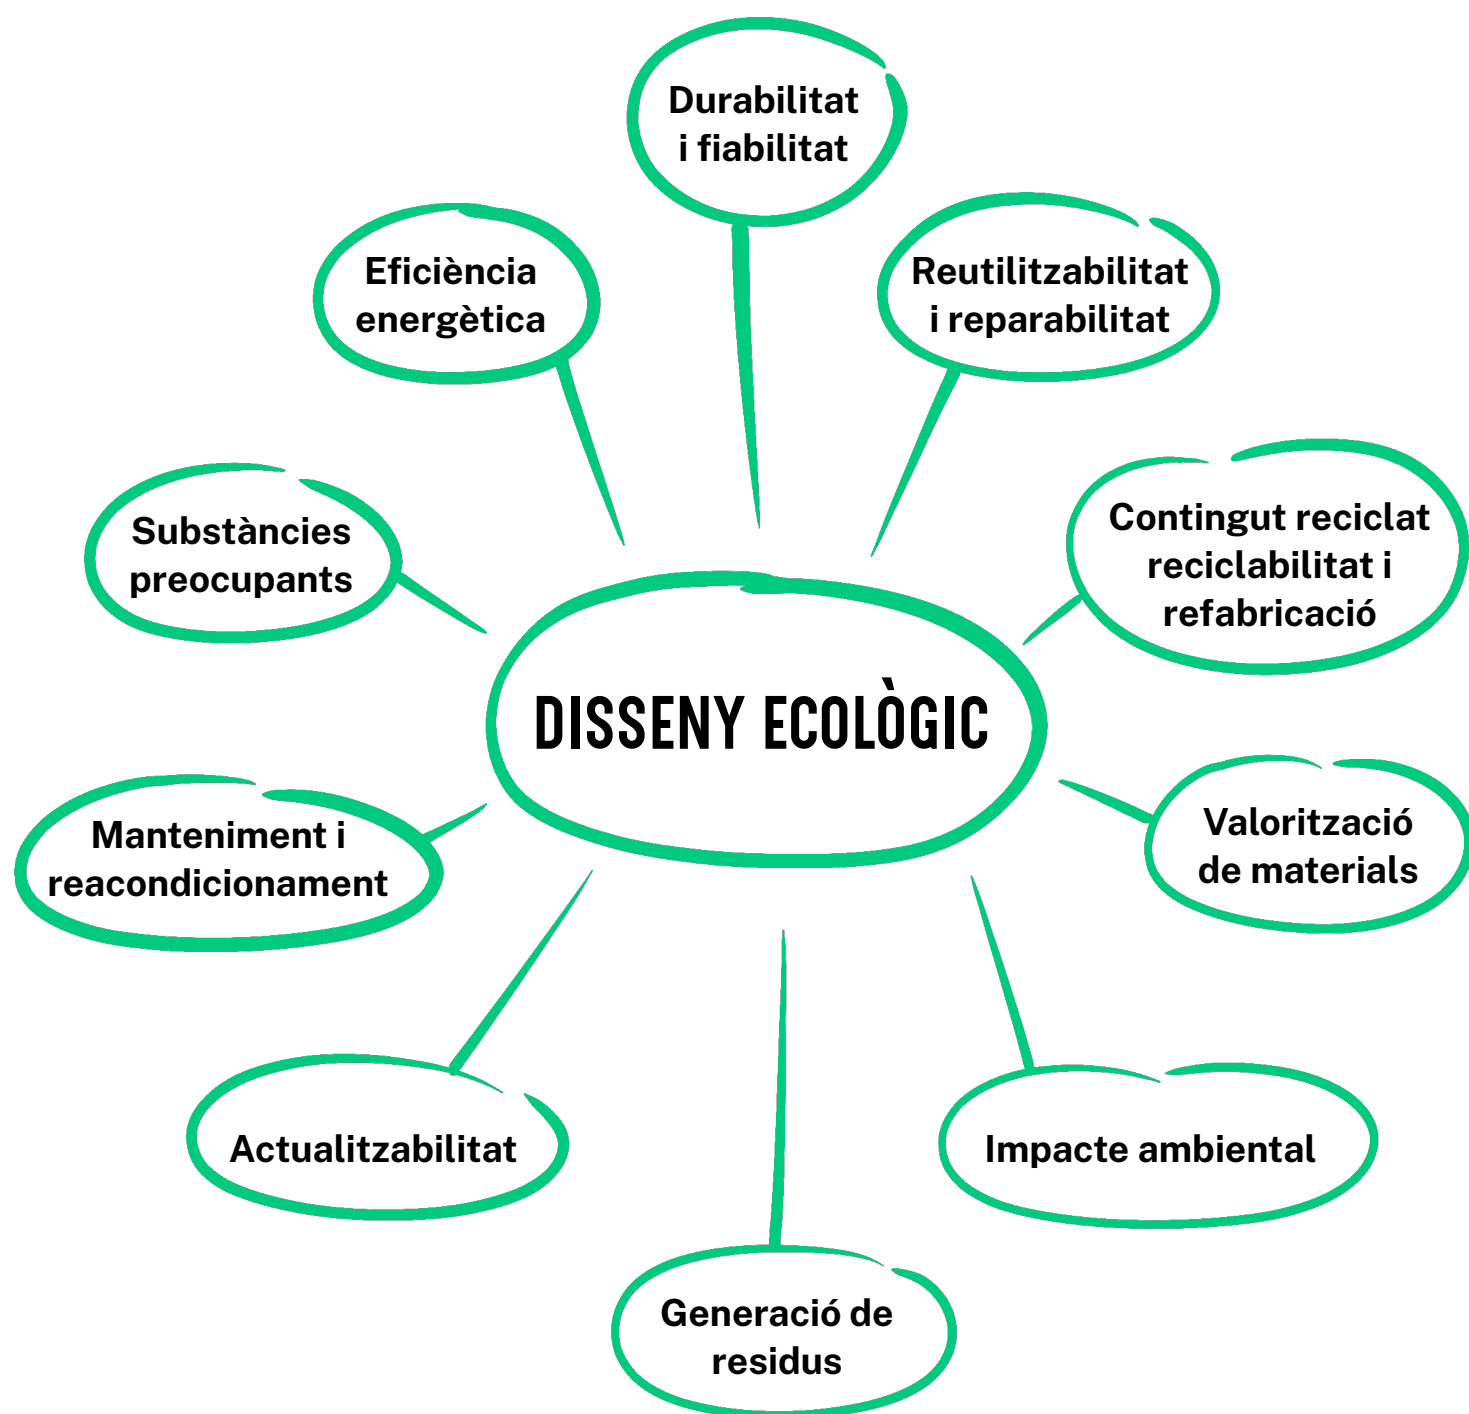 Durabilitat
i fiabilitat
Eficiència
energètica
Reutilitzabilitat
i reparabilitat
Substàncies
preocupants
Contingut reciclat
reciclabilitat i
refabricació
DISSENY ECOLÒGIC
Manteniment i
reacondicionament
Valorització
de materials
Actualitzabilitat
Impacte ambiental
Generació de
residus